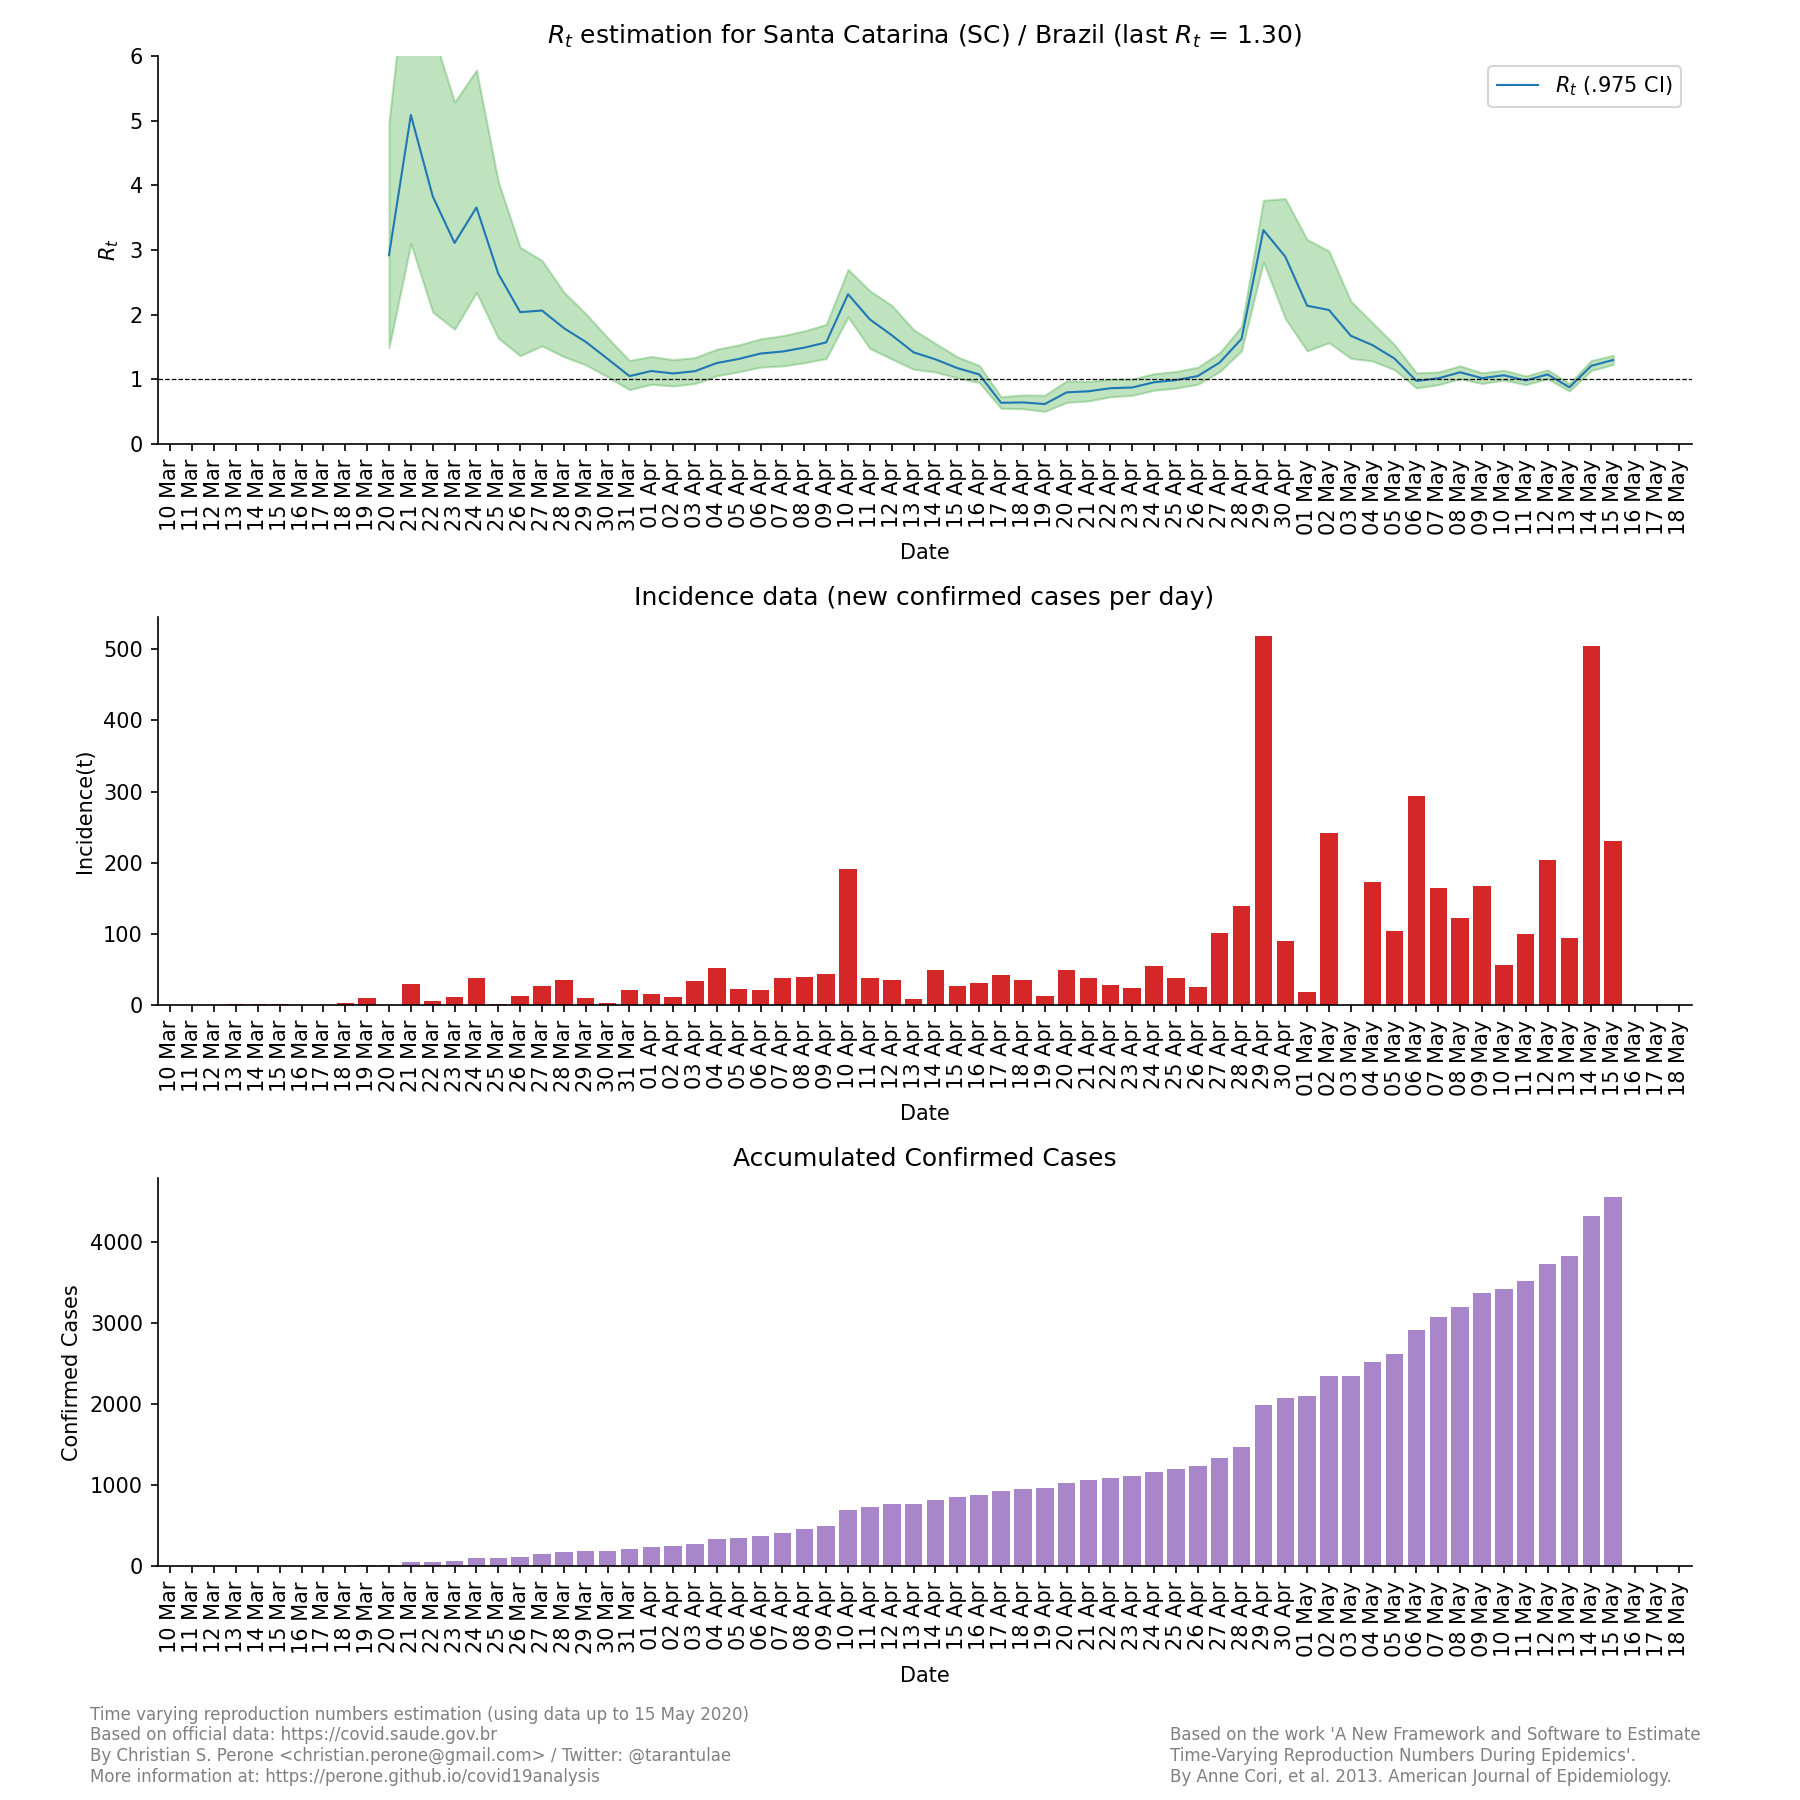 R_t estimation for Santa Catarina (SC) / Brazil (last R_t = 1.30)
R_t (.975 CI)
R_t
6
5
4
3
2
1
0
10 Mar 11 Mar 12 Mar 13 Mar 14 Mar 15 Mar 16 Mar 17 Mar 18 Mar 19 Mar 20 Mar 21 Mar 22 Mar 23 Mar 24 Mar 25 Mar 26 Mar 27 Mar 28 Mar 29 Mar 30 Mar 31 Mar 01 Apr 02 Apr 03 Apr 04 Apr 05 Apr 06 Apr 07 Apr 08 Apr 09 Apr 10 Apr 11 Apr 12 Apr 13 Apr 14 Apr 15 Apr 16 Apr 17 Apr 18 Apr 19 Apr 20 Apr 21 Apr 22 Apr 23 Apr 24 Apr 25 Apr 26 Apr 27 Apr 28 Apr 29 Apr 30 Apr 01 May 02 May 03 May 04 May 05 May 06 May 07 May 08 May 09 May 10 May 11 May 12 May 13 May 14 May 15 May 16 May 17 May 18 May
Date
Incidence data (new confirmed cases per day)
Incidence(t)
500
400
300
200
100
0
10 Mar 11 Mar 12 Mar 13 Mar 14 Mar 15 Mar 16 Mar 17 Mar 18 Mar 19 Mar 20 Mar 21 Mar 22 Mar 23 Mar 24 Mar 25 Mar 26 Mar 27 Mar 28 Mar 29 Mar 30 Mar 31 Mar 01 Apr 02 Apr 03 Apr 04 Apr 05 Apr 06 Apr 07 Apr 08 Apr 09 Apr 10 Apr 11 Apr 12 Apr 13 Apr 14 Apr 15 Apr 16 Apr 17 Apr 18 Apr 19 Apr 20 Apr 21 Apr 22 Apr 23 Apr 24 Apr 25 Apr 26 Apr 27 Apr 28 Apr 29 Apr 30 Apr 01 May 02 May 03 May 04 May 05 May 06 May 07 May 08 May 09 May 10 May 11 May 12 May 13 May 14 May 15 May 16 May 17 May 18 May
Date
Accumulated Confirmed Cases
Confirmed Cases
4000
3000
2000
1000
0
10 Mar 11 Mar 12 Mar 13 Mar 14 Mar 15 Mar 16 Mar 17 Mar 18 Mar 19 Mar 20 Mar 21 Mar 22 Mar 23 Mar 24 Mar 25 Mar 26 Mar 27 Mar 28 Mar 29 Mar 30 Mar 31 Mar 01 Apr 02 Apr 03 Apr 04 Apr 05 Apr 06 Apr 07 Apr 08 Apr 09 Apr 10 Apr 11 Apr 12 Apr 13 Apr 14 Apr 15 Apr 16 Apr 17 Apr 18 Apr 19 Apr 20 Apr 21 Apr 22 Apr 23 Apr 24 Apr 25 Apr 26 Apr 27 Apr 28 Apr 29 Apr 30 Apr 01 May 02 May 03 May 04 May 05 May 06 May 07 May 08 May 09 May 10 May 11 May 12 May 13 May 14 May 15 May 16 May 17 May 18 May
Date
Time varying reproduction numbers estimation (using data up to 15 May 2020)
Based on official data: https://covid.saude.gov.br
By Christian S. Perone <christian.perone@gmail.com> / Twitter: @tarantulae
More information at: https://perone.github.io/covid19analysis
Based on the work 'A New Framework and Software to Estimate
Time-Varying Reproduction Numbers During Epidemics'.
By Anne Cori, et al. 2013. American Journal of Epidemiology.